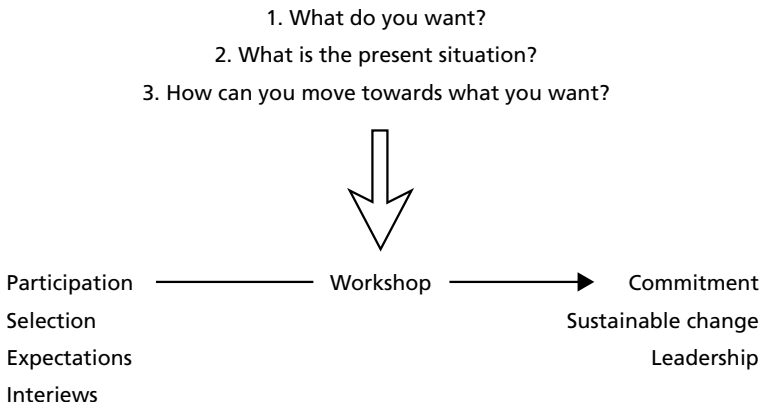 1. What do you want?
2. What is the present situation?
3. How can you move towards what you want?
Participation Workshop Commitment
Selection Sustainable change
Expectations Leadership
Interiews